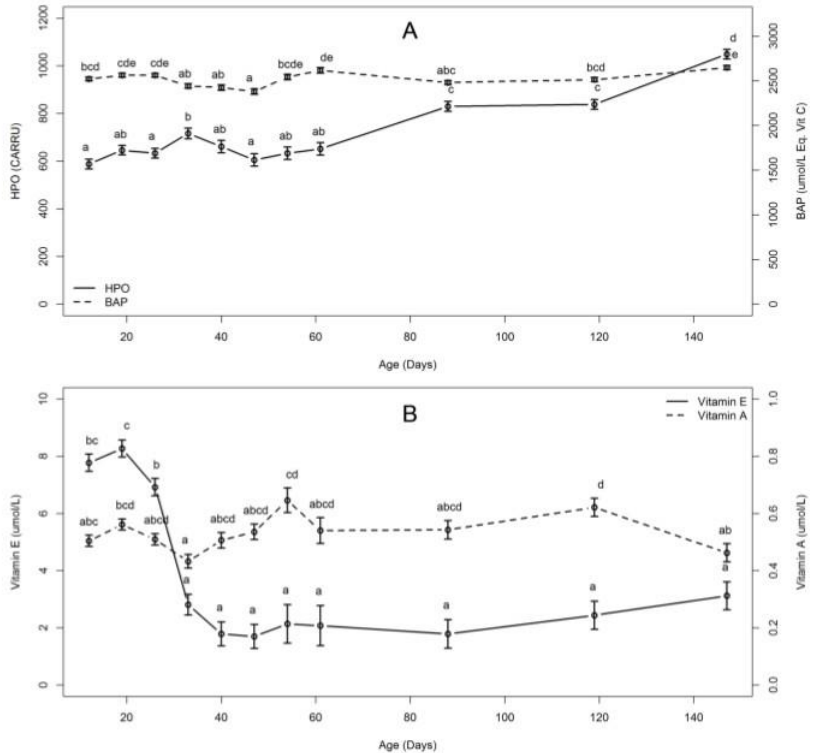 A
HPO (CARRU)
0 200 400 600 800 1000 1200
BAP (umol/L Eq. Vit C)
0 500 1000 1500 2000 2500 3000
bcd cde cde ab ab a bcde de abc bcd e
a ab a b ab a ab ab c c d
HPO
BAP
20 40 60 80 100 120 140
Age (Days)
B
Vitamin E
Vitamin A
Vitamin E (umol/L)
0 2 4 6 8 10
Vitamin A (umol/L)
0.0 0.2 0.4 0.6 0.8 1.0
bc c b a a a a a a a a
abc bcd abcd a abcd abcd cd abcd abcd d ab
20 40 60 80 100 120 140
Age (Days)